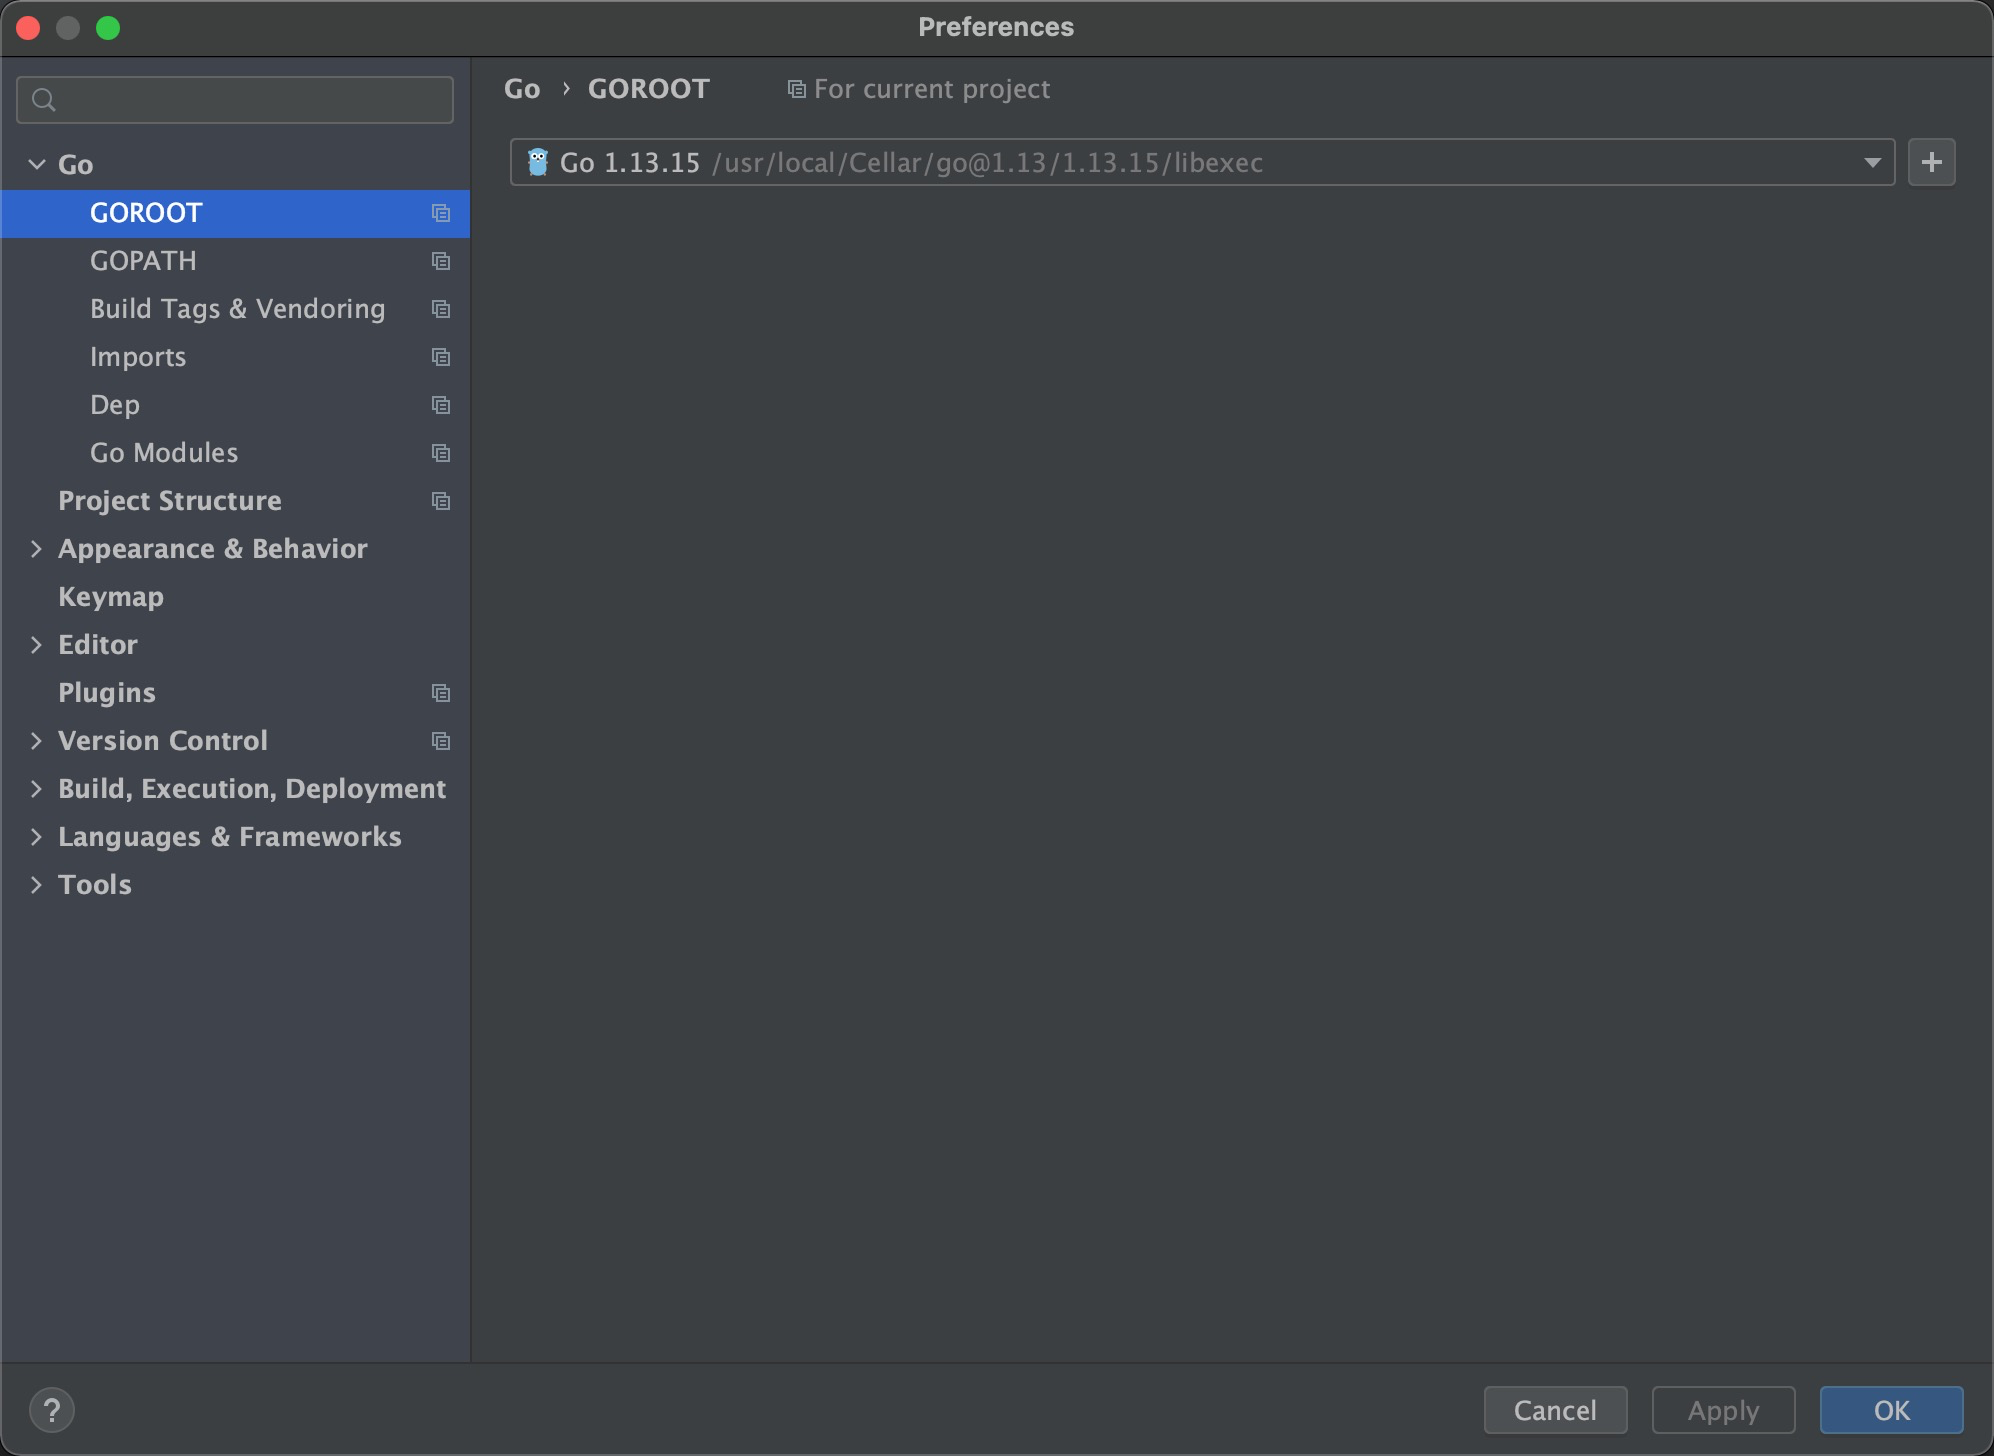 Preferences
Go › GOROOT For current project
Go 1.13.15 /usr/local/Cellar/go@1.13/1.13.15/libexec
Go
GOROOT
GOPATH
Build Tags & Vendoring
Imports
Dep
Go Modules
Project Structure
Appearance & Behavior
Keymap
Editor
Plugins
Version Control
Build, Execution, Deployment
Languages & Frameworks
Tools
?
Cancel Apply OK